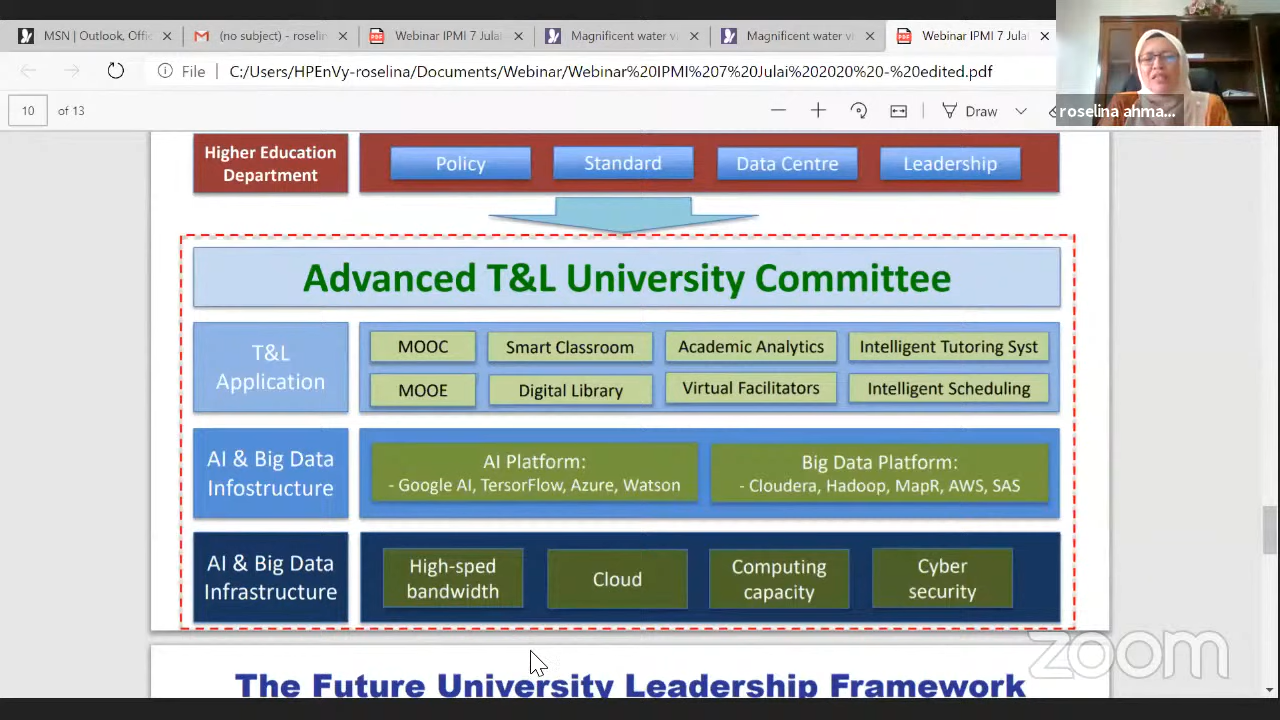 MSN | Outlook, Offic
(no subject) - roselin
Webinar IPMI 7 Julai
Magnificent water v
Magnificent water v
Webinar IPMI 7 Julai
File
C:/Users/HPEnVy-roselina/Documents/Webinar/Webinar%20IPMI%207%20Julai%202020%20-%20edited.pdf
10 of 13
Draw
roselina ahma...
Higher Education
Department
Policy
Standard
Data Centre
Leadership
Advanced T&L University Committee
T&L
Application
MOOC
Smart Classroom
Academic Analytics
Intelligent Tutoring Syst
MOOE
Digital Library
Virtual Facilitators
Intelligent Scheduling
AI & Big Data
Infostructure
AI Platform:
- Google AI, TersorFlow, Azure, Watson
Big Data Platform:
- Cloudera, Hadoop, MapR, AWS, SAS
AI & Big Data
Infrastructure
High-sped
bandwidth
Cloud
Computing
capacity
Cyber
security
zoom
The Future University Leadership Framework